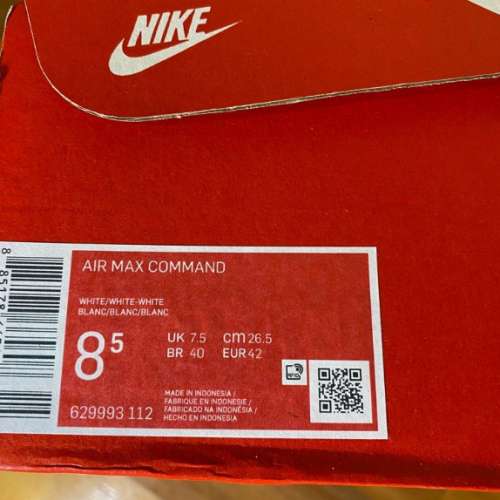 NIKE
AIR MAX COMMAND
WHITE/WHITE-WHITE
BLANC/BLANC/BLANC
8⁵
UK 7.5 cm 26.5
BR 40 EUR 42
MADE IN INDONESIA /
FABRIQUE EN INDONESIE /
FABRICADO NA INDONÉSIA /
HECHO EN INDONESIA
629993 112